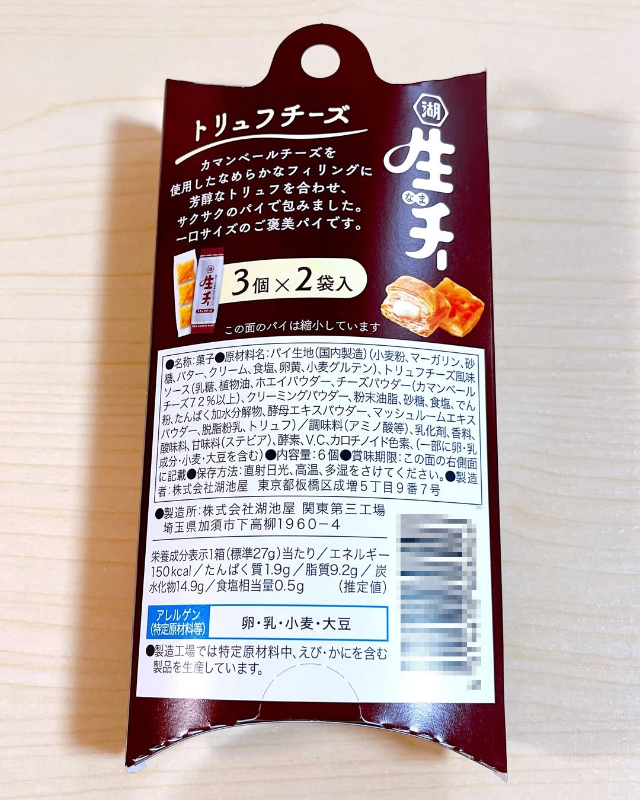 湖
生チー
なま
トリュフチーズ
カマンベールチーズを
使用したなめらかなフィリングに
芳醇なトリュフを合わせ、
サクサクのパイで包みました。
一口サイズのご褒美パイです。
湖
生チー
3個×2袋入
この面のパイは縮小しています
●名称:菓子●原材料名:パイ生地(国内製造)(小麦粉、マーガリン、砂
糖、バター、クリーム、食塩、卵黄、小麦グルテン)、トリュフチーズ風味
ソース(乳糖、植物油、ホエイパウダー、チーズパウダー(カマンベール
チーズ72%以上)、クリーミングパウダー、粉末油脂、砂糖、食塩、でん
粉、たんぱく加水分解物、酵母エキスパウダー、マッシュルームエキス
パウダー、脱脂粉乳、トリュフ)／調味料(アミノ酸等)、乳化剤、香料、
酸味料、甘味料(ステビア)、酵素、V.C、カロチノイド色素、(一部に卵・乳
成分・小麦・大豆を含む)●内容量:6個●賞味期限:この面の右側面
に記載●保存方法:直射日光、高温、多湿をさけてください。●製造
者:株式会社湖池屋 東京都板橋区成増5丁目9番7号
●製造所:株式会社湖池屋 関東第三工場
埼玉県加須市下高柳1960−4
栄養成分表示1箱(標準27g)当たり／エネルギー
150kcal／たんぱく質1.9g／脂質9.2g／炭
水化物14.9g／食塩相当量0.5g (推定値)
アレルゲン
(特定原材料等)
卵・乳・小麦・大豆
●製造工場では特定原材料中、えび・かにを含む
製品を生産しています。